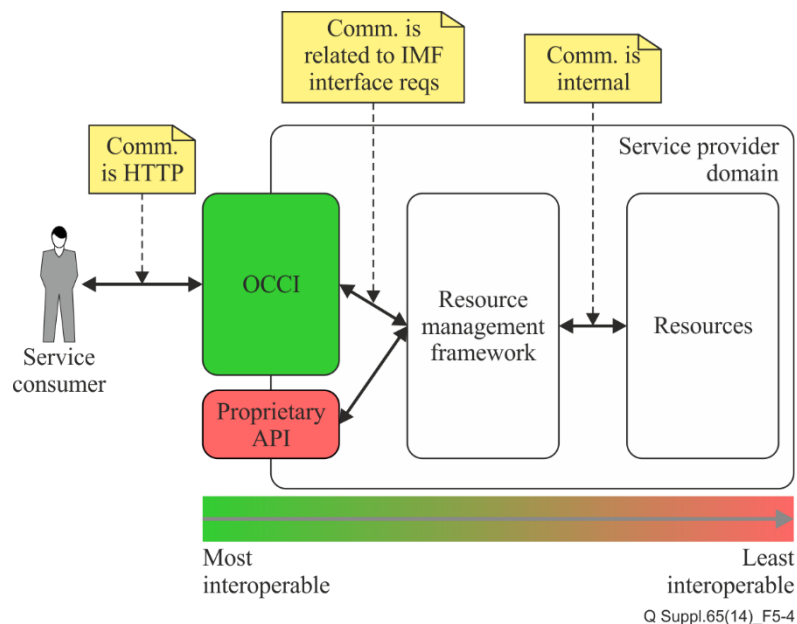 Comm. is
related to IMF
interface reqs
Comm. is
internal
Comm.
is HTTP
Service provider
domain
OCCI
Resource
management
framework
Resources
Service
consumer
Proprietary
API
Most
interoperable
Least
interoperable
Q Suppl.65(14)_F5-4